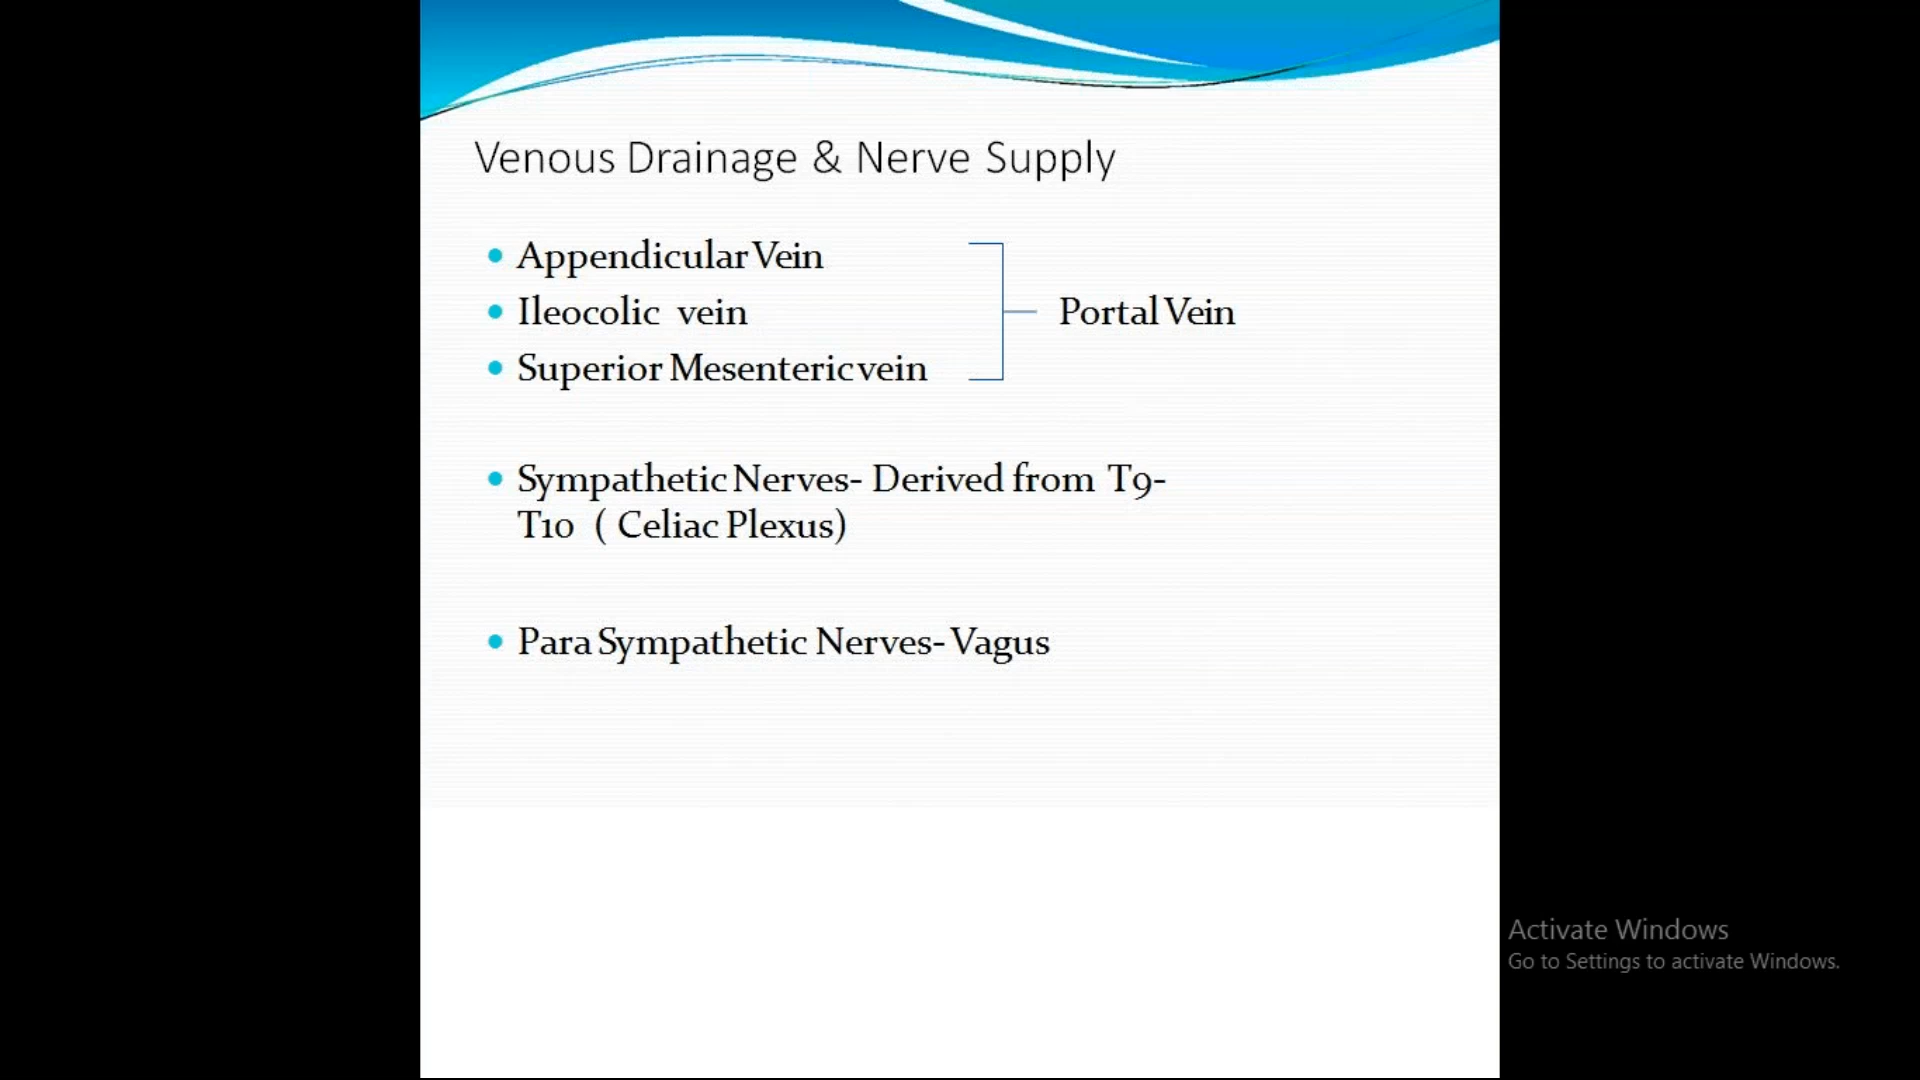 Venous Drainage & Nerve Supply
Appendicular Vein
Ileocolic vein
Portal Vein
Superior Mesenteric vein
Sympathetic Nerves- Derived from T9-
T10 ( Celiac Plexus)
Para Sympathetic Nerves- Vagus
Activate Windows
Go to Settings to activate Windows.